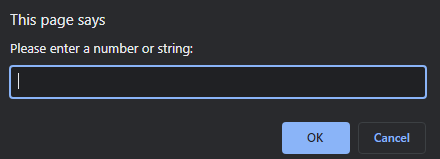 This page says
Please enter a number or string:
OK Cancel